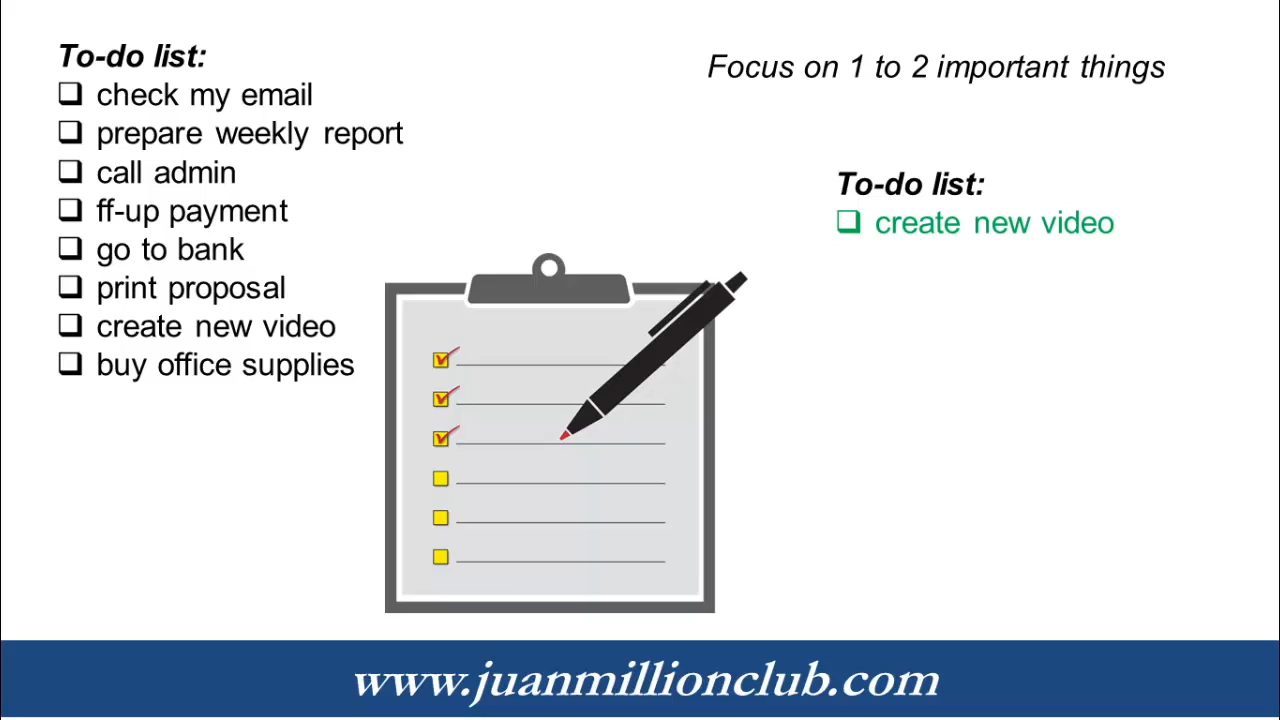 To-do list:
check my email
prepare weekly report
call admin
ff-up payment
go to bank
print proposal
create new video
buy office supplies
Focus on 1 to 2 important things
To-do list:
create new video
www.juanmillionclub.com